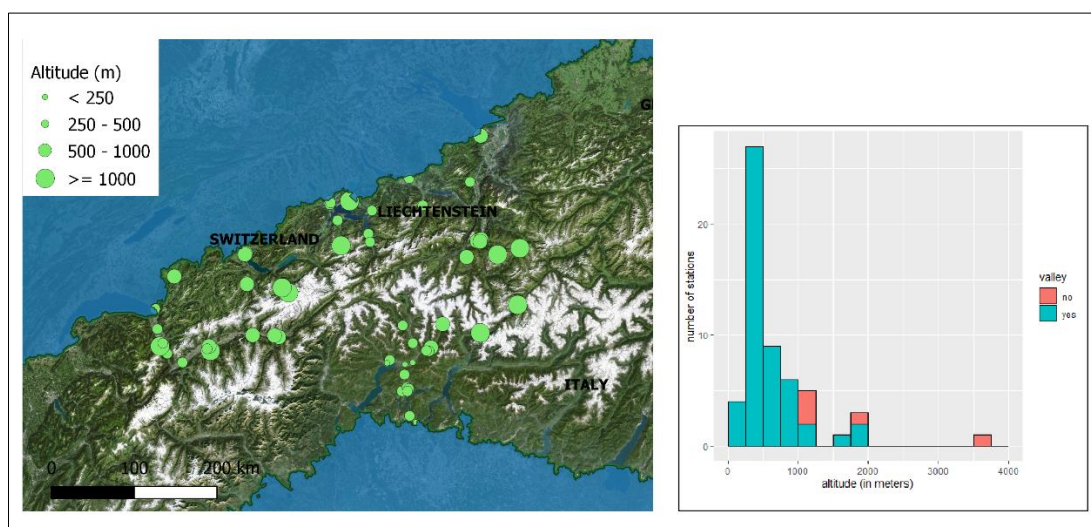 Altitude (m)
< 250
250 - 500
500 - 1000
>= 1000
LIECHTENSTEIN
SWITZERLAND
ITALY
0 100 200 km
20
10
0
number of stations
0 1000 2000 3000 4000
altitude (in meters)
valley
no
yes